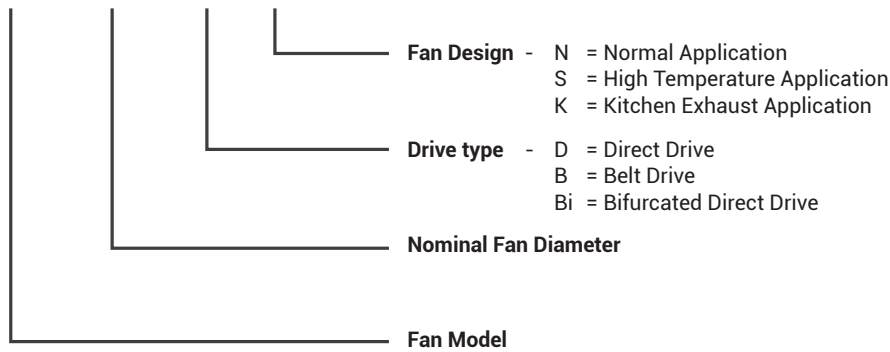 Fan Design - N = Normal Application
S = High Temperature Application
K = Kitchen Exhaust Application
Drive type - D = Direct Drive
B = Belt Drive
Bi = Bifurcated Direct Drive
Nominal Fan Diameter
Fan Model